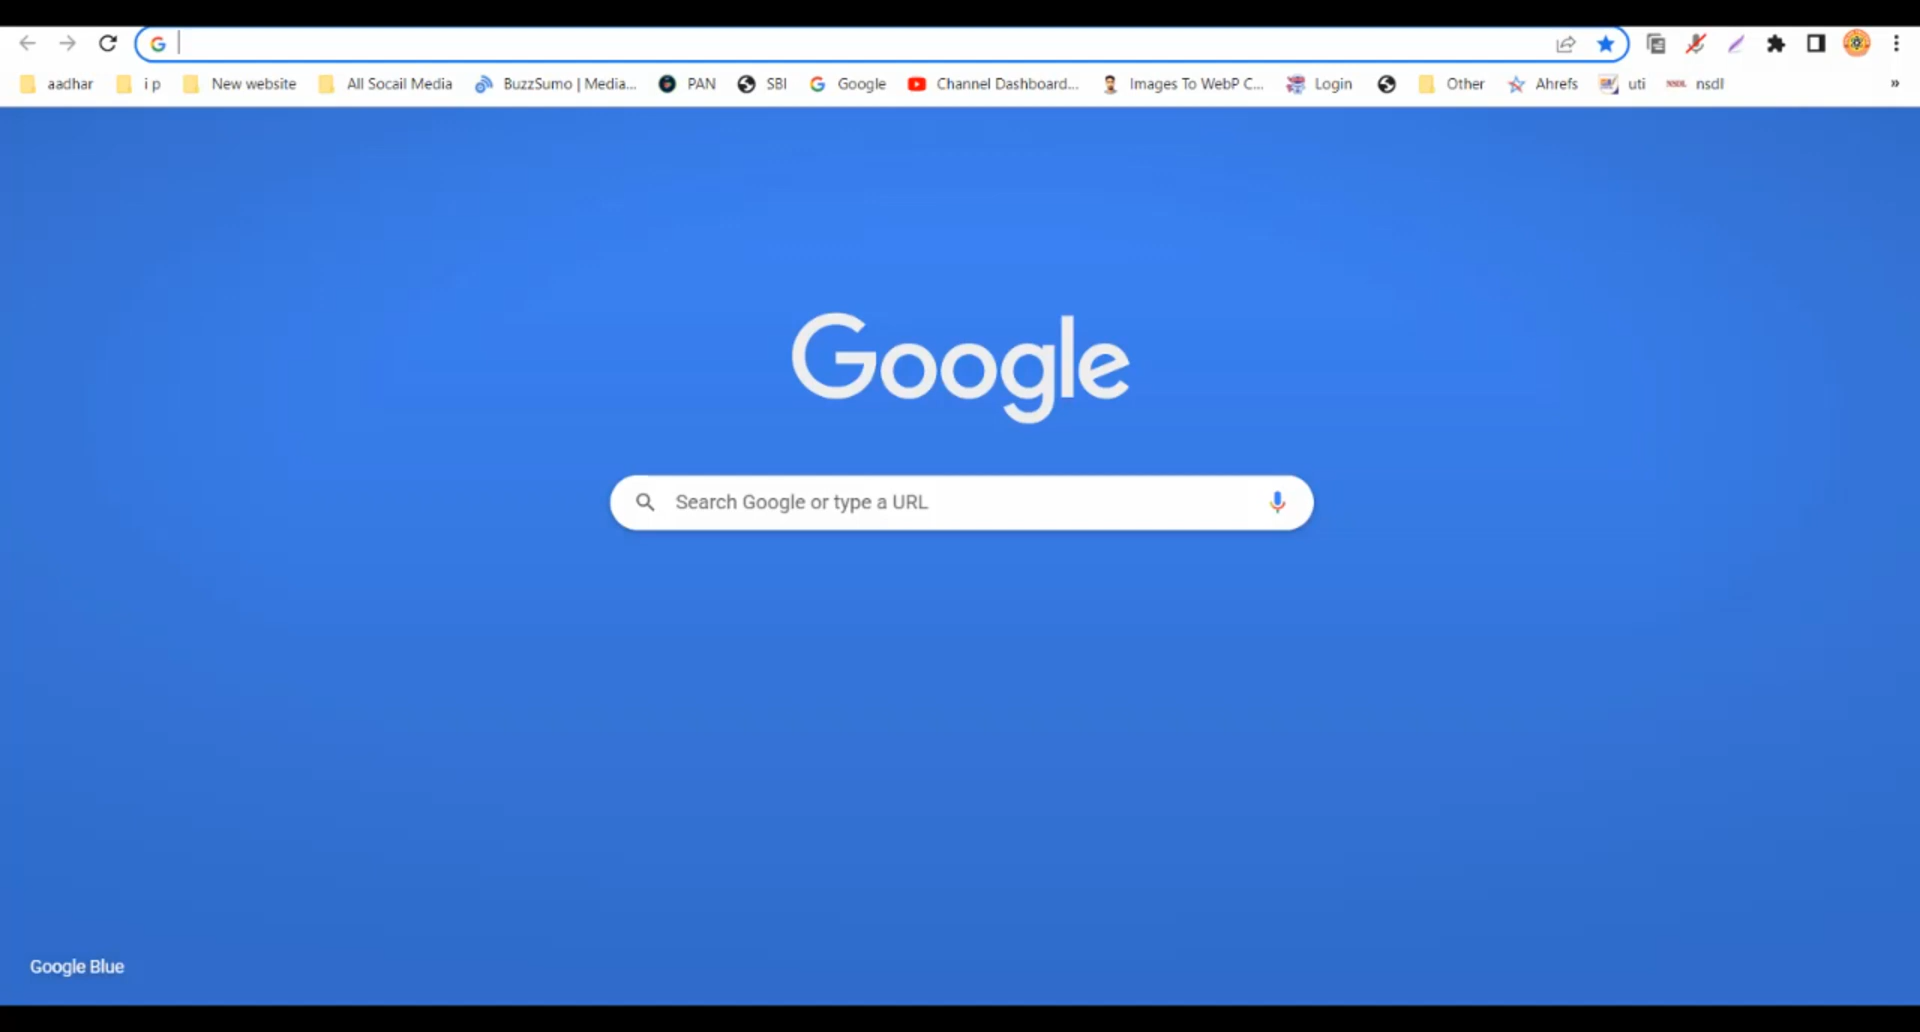 aadhar i p New website All Socail Media BuzzSumo | Media... PAN SBI Google Channel Dashboard... Images To WebP C... Login Other Ahrefs uti NSDL nsdl »
Google
Search Google or type a URL
Google Blue